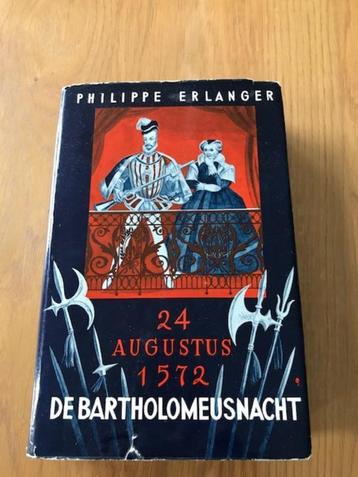 PHILIPPE ERLANGER
24
AUGUSTUS
1572
DE BARTHOLOMEUSNACHT